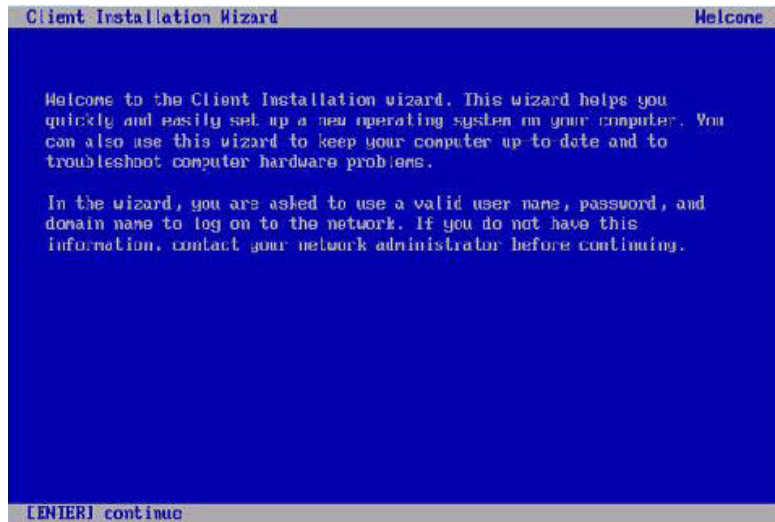 Client Installation Wizard Welcome
Welcome to the Client Installation wizard. This wizard helps you
quickly and easily set up a new operating system on your computer. You
can also use this wizard to keep your computer up-to-date and to
troubleshoot computer hardware problems.
In the wizard, you are asked to use a valid user name, password, and
domain name to log on to the network. If you do not have this
information, contact your network administrator before continuing.
[ENTER] continue